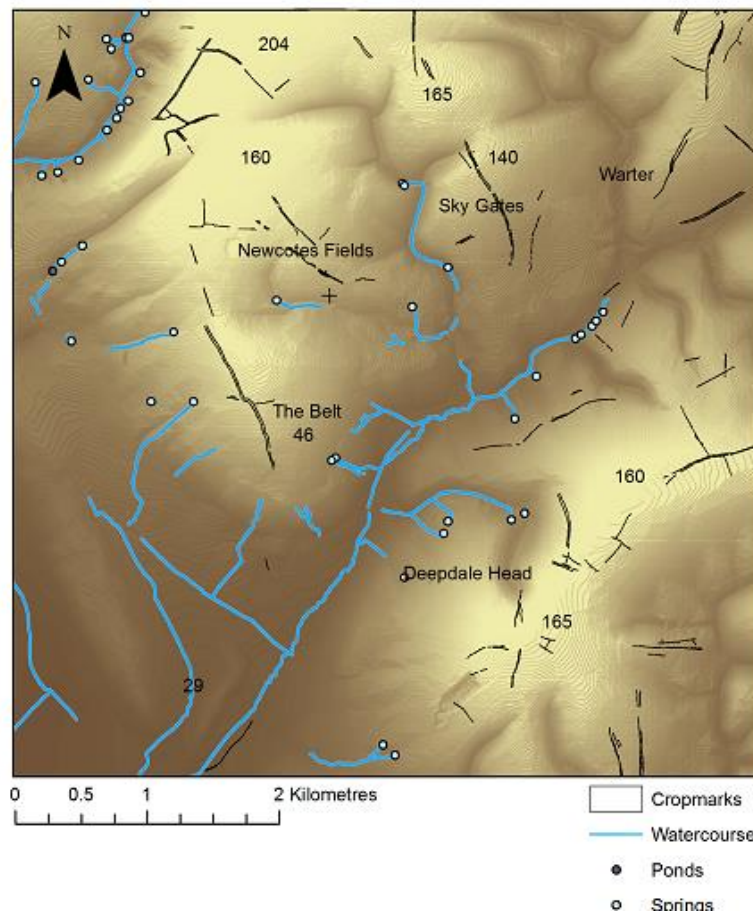 N
204
165
160
140
Warter
Sky Gates
Newcotes Fields
The Belt
46
160
Deepdale Head
165
29
0 0.5 1 2 Kilometres
Cropmarks
Watercourse
Ponds
Springs